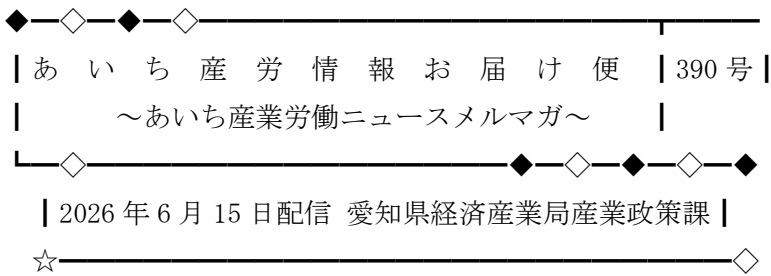 ◆━◇━◆━◇━━━━━━━━━━━━━━━━┳━━━
┃あ い ち 産 労 情 報 お 届 け 便 ┃390 号┃
┃ ～あいち産業労働ニュースメルマガ～ ┃
┗━◇━━━━━━━━━━━━━━━◆━◇━◆━◇━◆
┃2026 年 6 月 15 日配信 愛知県経済産業局産業政策課┃
☆━━━━━━━━━━━━━━━━━━━━━━━━◇